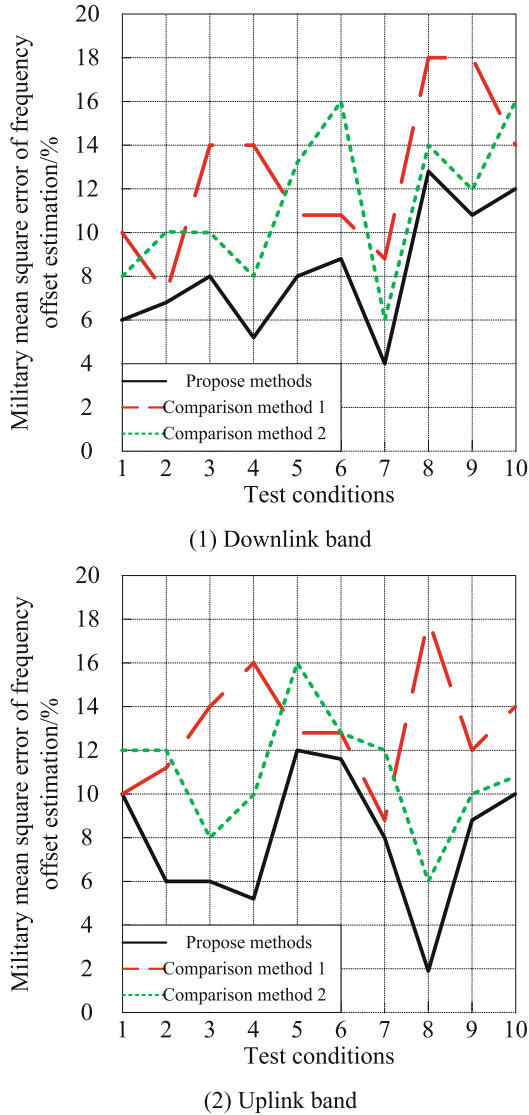 Military mean square error of frequency
offset estimation/%
20
18
16
14
12
10
8
6
4
2
0
Propose methods
Comparison method 1
Comparison method 2
1 2 3 4 5 6 7 8 9 10
Test conditions
(1) Downlink band
Military mean square error of frequency
offset estimation/%
20
18
16
14
12
10
8
6
4
2
0
Propose methods
Comparison method 1
Comparison method 2
1 2 3 4 5 6 7 8 9 10
Test conditions
(2) Uplink band